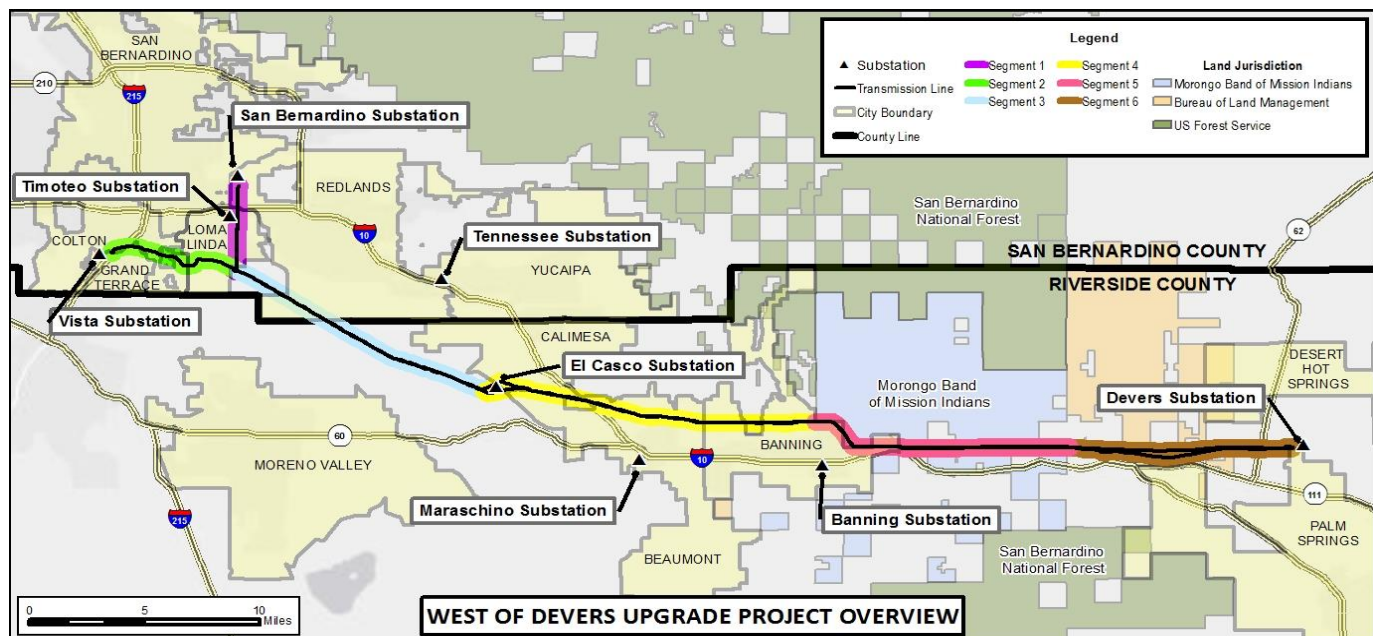 SAN
BERNARDINO
210
215
San Bernardino Substation
Timoteo Substation
REDLANDS
LOMA
LINDA
COLTON
10
GRAND
TERRACE
Tennessee Substation
YUCAIPA
Vista Substation
CALIMESA
El Casco Substation
60
MORENO VALLEY
215
Maraschino Substation
10
BANNING
BEAUMONT
Banning Substation
San Bernardino
National Forest
SAN BERNARDINO COUNTY
RIVERSIDE COUNTY
62
Morongo Band
of Mission Indians
DESERT
HOT
SPRINGS
Devers Substation
111
PALM
SPRINGS
San Bernardino
National Forest
Legend
Substation
Transmission Line
City Boundary
County Line
Segment 1
Segment 2
Segment 3
Segment 4
Segment 5
Segment 6
Land Jurisdiction
Morongo Band of Mission Indians
Bureau of Land Management
US Forest Service
0 5 10
Miles
WEST OF DEVERS UPGRADE PROJECT OVERVIEW